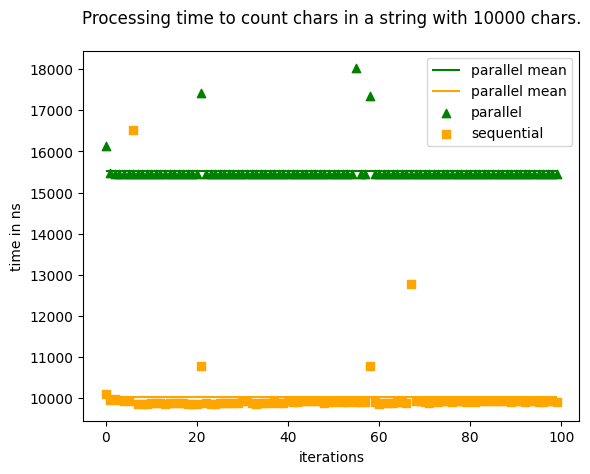 Processing time to count chars in a string with 10000 chars.
18000
17000
16000
15000
14000
13000
12000
11000
10000
time in ns
parallel mean
parallel mean
parallel
sequential
0
20
40
60
80
100
iterations